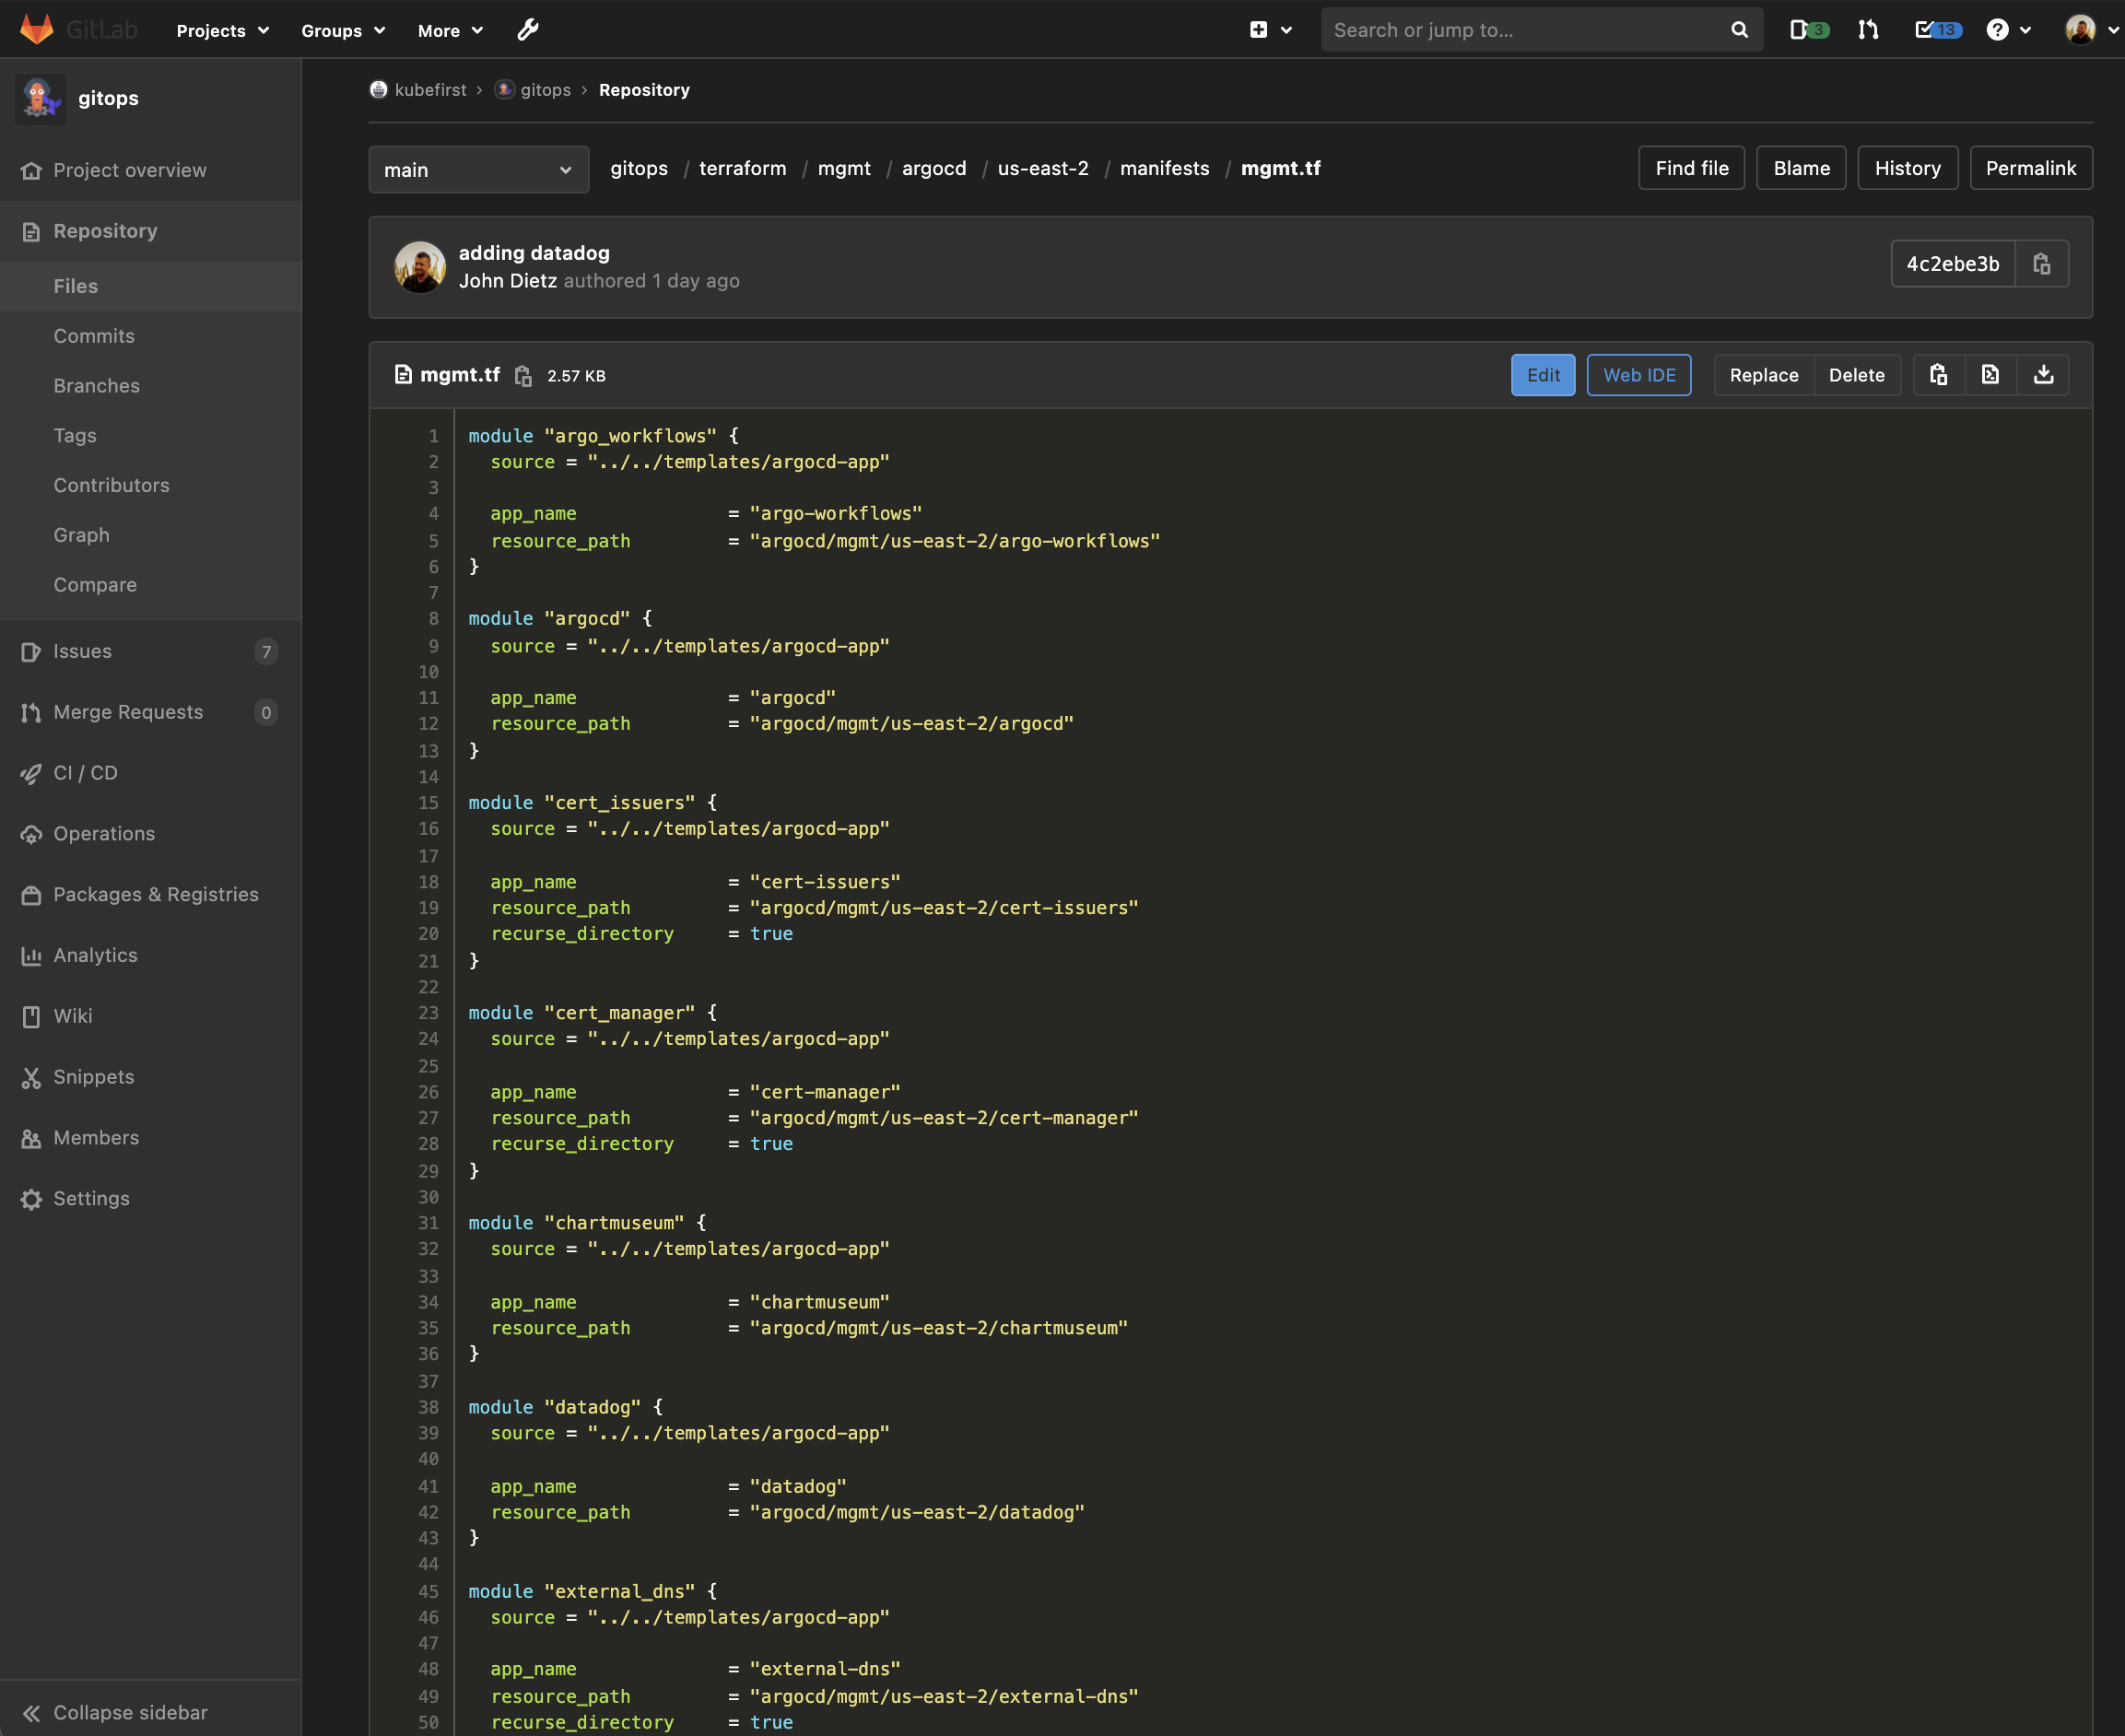 GitLab Projects Groups More Search or jump to... 3 13
gitops
Project overview
Repository
Files
Commits
Branches
Tags
Contributors
Graph
Compare
Issues 7
Merge Requests 0
CI / CD
Operations
Packages & Registries
Analytics
Wiki
Snippets
Members
Settings
Collapse sidebar
kubefirst › gitops › Repository
main gitops / terraform / mgmt / argocd / us-east-2 / manifests / mgmt.tf Find file Blame History Permalink
adding datadog
John Dietz authored 1 day ago
4c2ebe3b
mgmt.tf 2.57 KB Edit Web IDE Replace Delete
1 module "argo_workflows" {
2   source = "../../templates/argocd-app"
3
4   app_name              = "argo-workflows"
5   resource_path         = "argocd/mgmt/us-east-2/argo-workflows"
6 }
7
8 module "argocd" {
9   source = "../../templates/argocd-app"
10
11   app_name              = "argocd"
12   resource_path         = "argocd/mgmt/us-east-2/argocd"
13 }
14
15 module "cert_issuers" {
16   source = "../../templates/argocd-app"
17
18   app_name              = "cert-issuers"
19   resource_path         = "argocd/mgmt/us-east-2/cert-issuers"
20   recurse_directory     = true
21 }
22
23 module "cert_manager" {
24   source = "../../templates/argocd-app"
25
26   app_name              = "cert-manager"
27   resource_path         = "argocd/mgmt/us-east-2/cert-manager"
28   recurse_directory     = true
29 }
30
31 module "chartmuseum" {
32   source = "../../templates/argocd-app"
33
34   app_name              = "chartmuseum"
35   resource_path         = "argocd/mgmt/us-east-2/chartmuseum"
36 }
37
38 module "datadog" {
39   source = "../../templates/argocd-app"
40
41   app_name              = "datadog"
42   resource_path         = "argocd/mgmt/us-east-2/datadog"
43 }
44
45 module "external_dns" {
46   source = "../../templates/argocd-app"
47
48   app_name              = "external-dns"
49   resource_path         = "argocd/mgmt/us-east-2/external-dns"
50   recurse_directory     = true